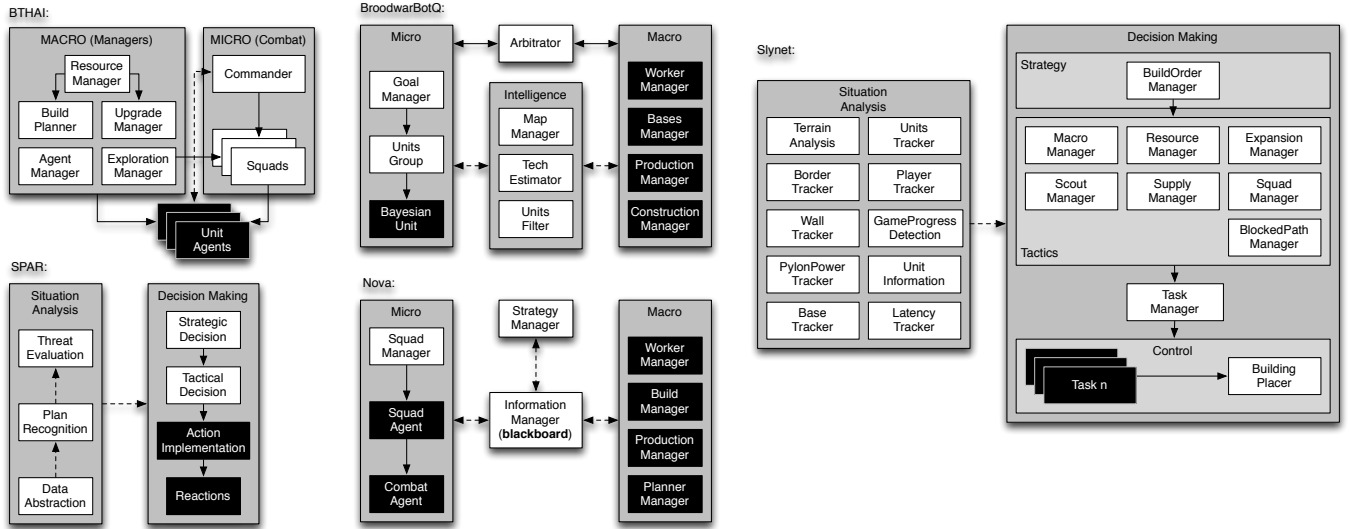 BTHAI:
MACRO (Managers)
Resource
Manager
Build
Planner
Upgrade
Manager
Agent
Manager
Exploration
Manager
MICRO (Combat)
Commander
Squads
Unit
Agents
SPAR:
Situation
Analysis
Threat
Evaluation
Plan
Recognition
Data
Abstraction
Decision Making
Strategic
Decision
Tactical
Decision
Action
Implementation
Reactions
BroodwarBotQ:
Micro
Goal
Manager
Units
Group
Bayesian
Unit
Arbitrator
Intelligence
Map
Manager
Tech
Estimator
Units
Filter
Macro
Worker
Manager
Bases
Manager
Production
Manager
Construction
Manager
Nova:
Micro
Squad
Manager
Squad
Agent
Combat
Agent
Strategy
Manager
Information
Manager
(blackboard)
Macro
Worker
Manager
Build
Manager
Production
Manager
Planner
Manager
Slynet:
Situation
Analysis
Terrain
Analysis
Units
Tracker
Border
Tracker
Player
Tracker
Wall
Tracker
GameProgress
Detection
PylonPower
Tracker
Unit
Information
Base
Tracker
Latency
Tracker
Decision Making
Strategy
BuildOrder
Manager
Macro
Manager
Resource
Manager
Expansion
Manager
Scout
Manager
Supply
Manager
Squad
Manager
BlockedPath
Manager
Tactics
Task
Manager
Control
Task n
Building
Placer